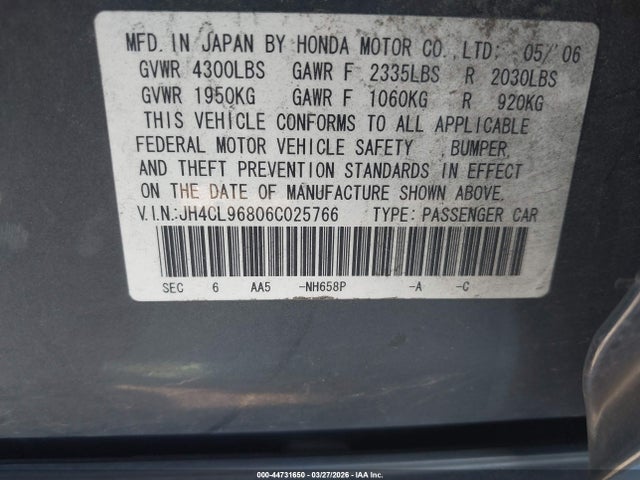 MFD. IN JAPAN BY HONDA MOTOR CO., LTD; 05/'06
GVWR 4300LBS GAWR F 2335LBS R 2030LBS
GVWR 1950KG GAWR F 1060KG R 920KG
THIS VEHICLE CONFORMS TO ALL APPLICABLE
FEDERAL MOTOR VEHICLE SAFETY ,BUMPER,
AND THEFT PREVENTION STANDARDS IN EFFECT
ON THE DATE OF MANUFACTURE SHOWN ABOVE.
V.I.N.:JH4CL96806C025766 TYPE: PASSENGER CAR
SEC 6 AA5 -NH658P -A -C
000-44731650 - 03/27/2026 - IAA Inc.